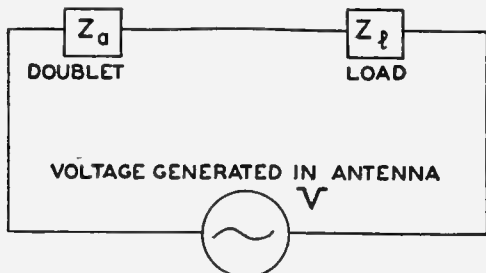 Za Zℓ
DOUBLET LOAD
VOLTAGE GENERATED IN ANTENNA
V